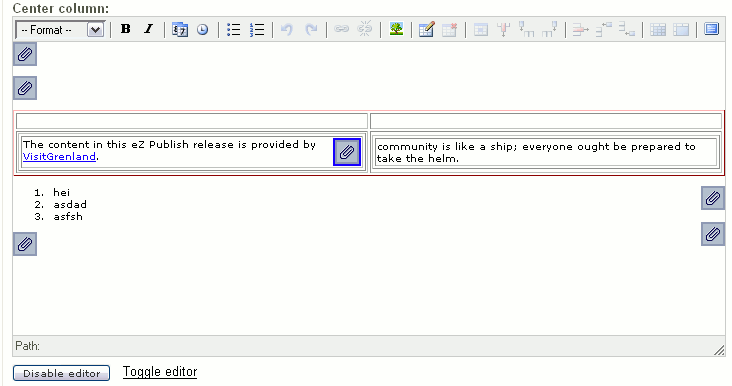 Center column:
-- Format --
B I
The content in this eZ Publish release is provided by
VisitGrenland.
community is like a ship; everyone ought be prepared to
take the helm.
1. hei
2. asdad
3. asfsh
Path:
Disable editor Toggle editor